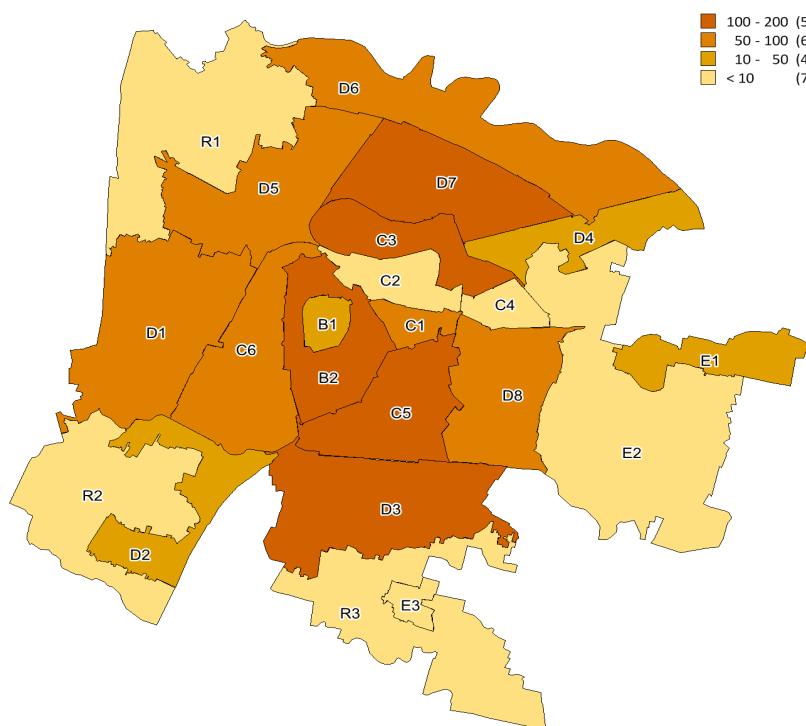 100 - 200 (5
50 - 100 (6
10 - 50 (4
< 10 (7
D6
R1
D5
D7
C3
D4
C2
C4
B1
C1
D1
C6
E1
B2
D8
C5
E2
R2
D3
D2
E3
R3